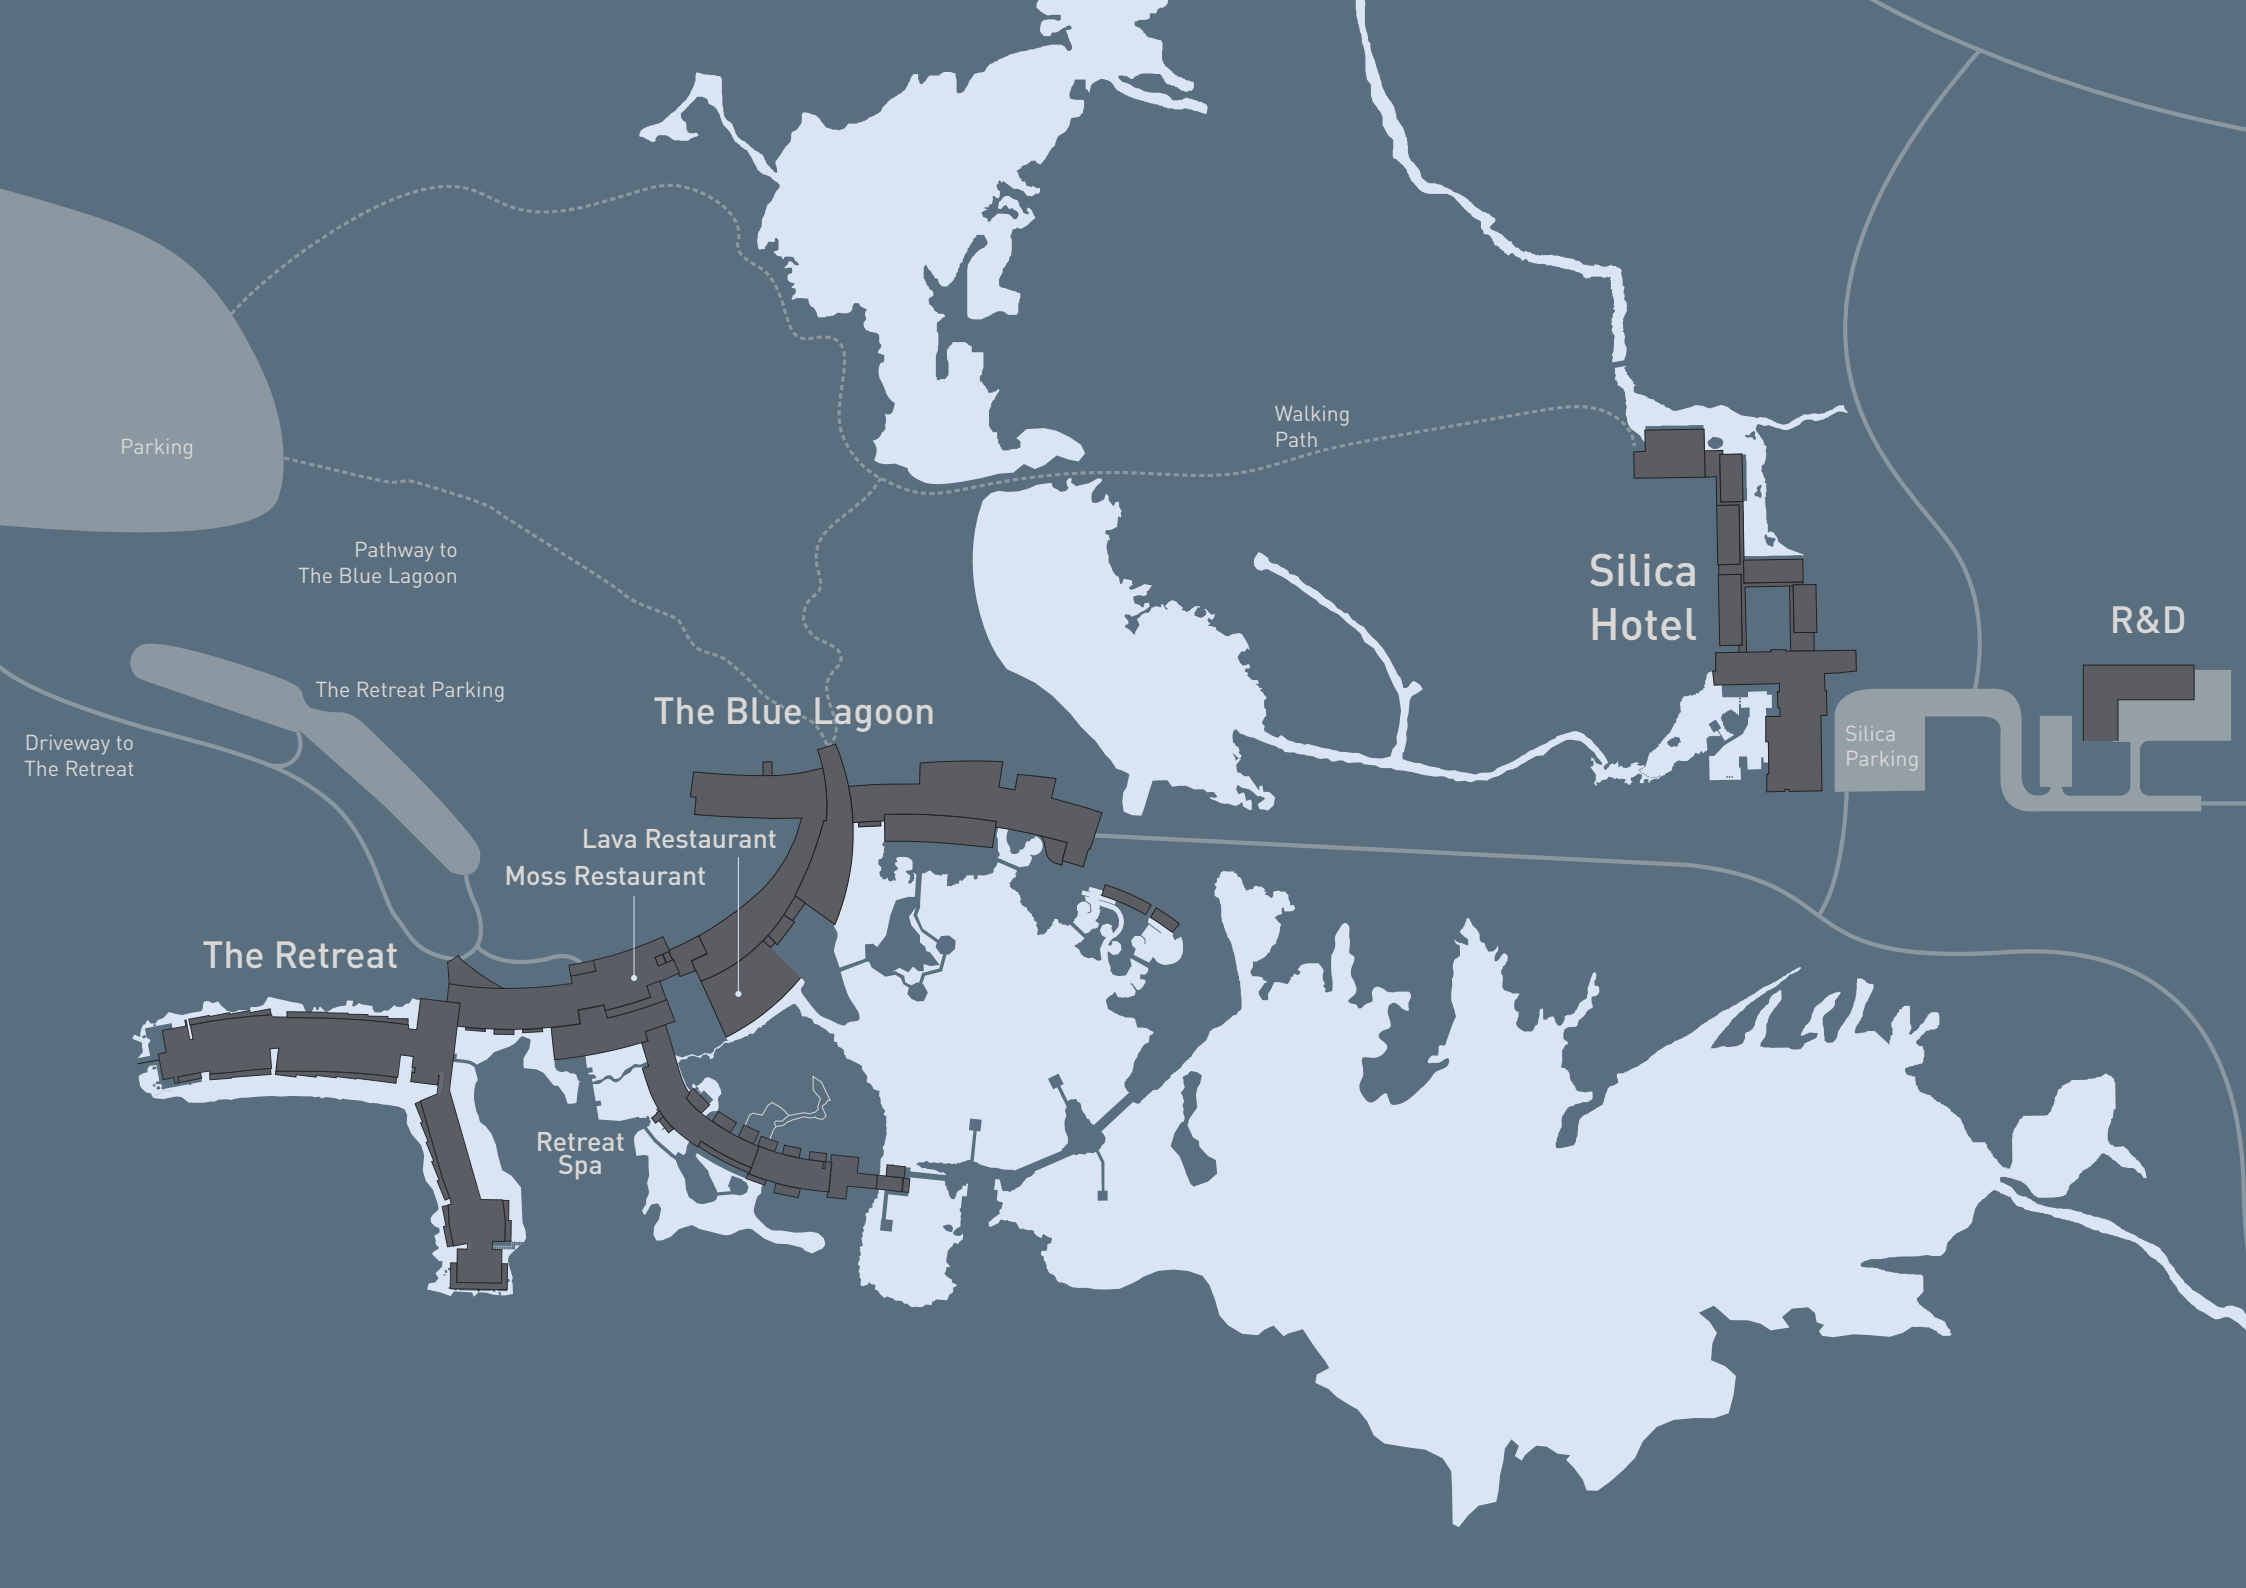 Walking
Path
Parking
Pathway to
The Blue Lagoon
Silica
Hotel
R&D
The Retreat Parking
The Blue Lagoon
Driveway to
The Retreat
Silica
Parking
Lava Restaurant
Moss Restaurant
The Retreat
Retreat
Spa